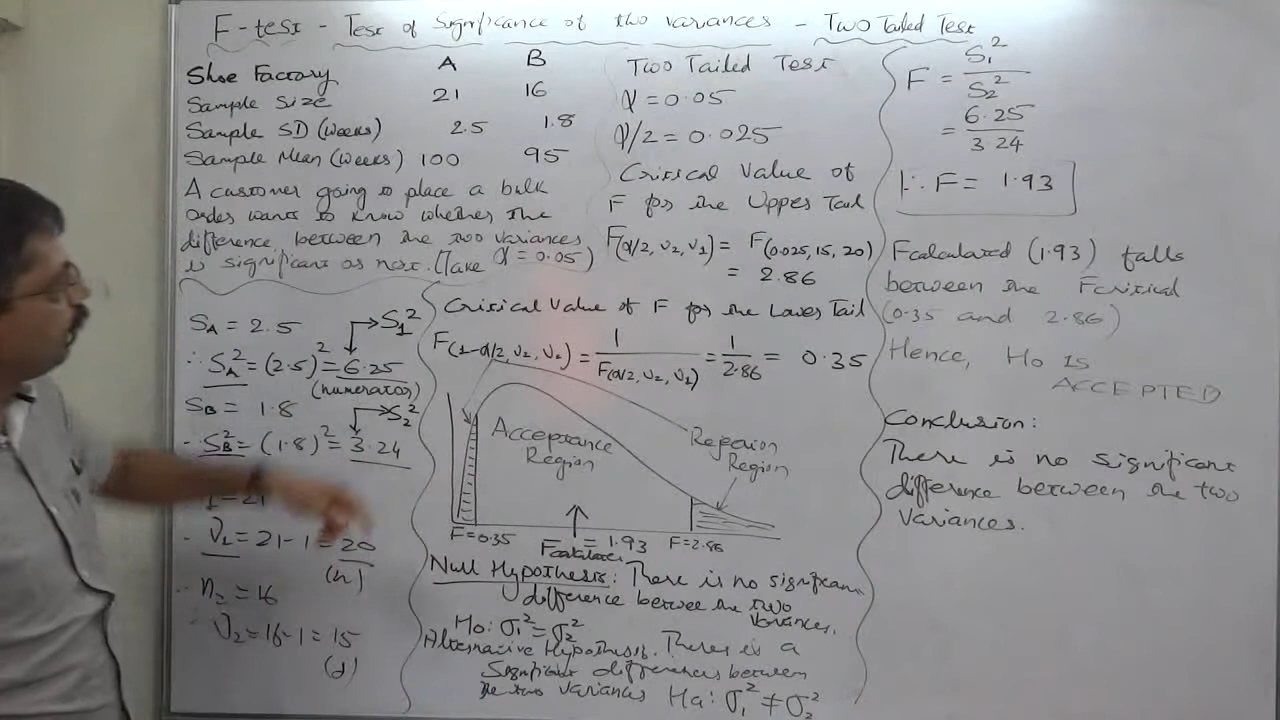 F-test - Test of Significance of two variances - Two Tailed Test
Shoe Factory A B
Sample Size 21 16
Sample SD (Weeks) 2.5 1.8
Sample Mean (Weeks) 100 95
A customer going to place a bulk
order wants to know whether the
difference between the two variances
is significant or not. (Take α = 0.05)
S_A = 2.5 → S₁²
∴ S_A² = (2.5)² = 6.25
(numerator)
S_B = 1.8 → S₂²
S_B² = (1.8)² = 3.24
= 21
ν₁ = 21-1 = 20
(n)
n₂ = 16
ν₂ = 16-1 = 15
(d)
Two Tailed Test
α = 0.05
α/2 = 0.025
Critical Value of
F for the Upper Tail
F(α/2, ν₂, ν₁) = F(0.025, 15, 20)
= 2.86
Critical Value of F for the Lower Tail
F(1-α/2, ν₂, ν₁) = 1/F(α/2, ν₂, ν₁) = 1/2.86 = 0.35
Acceptance
Region
Rejection
Region
F=0.35 Fcalculated = 1.93 F=2.86
Null Hypothesis: There is no significant
difference betwee the two
variances.
Ho: σ₁² = σ₂²
Alternative Hypothesis. There is a
Significant differences between
the two variances Ha: σ₁² ≠ σ₂²
F = S₁²/S₂²
= 6.25/3.24
∴ F = 1.93
Fcalculated (1.93) falls
between the Fcritical
(0.35 and 2.86)
Hence, Ho is
ACCEPTED
Conclusion:
There is no significant
difference between the two
variances.